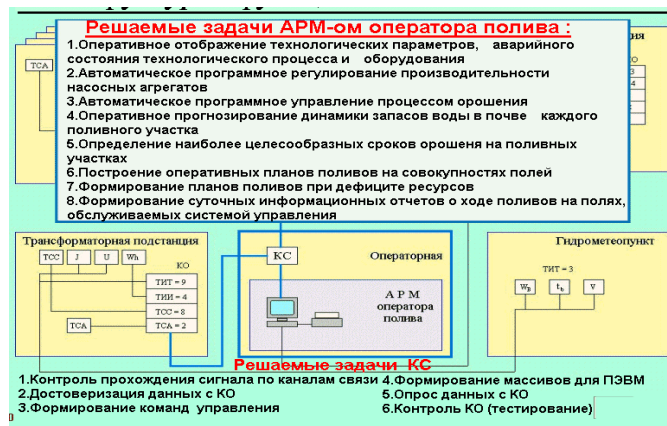 Решаемые задачи АРМ-ом оператора полива :
1.Оперативное отображение технологических параметров, аварийного
состояния технологического процесса и оборудования
2.Автоматическое программное регулирование производительности
насосных агрегатов
3.Автоматическое программное управление процессом орошения
4.Оперативное прогнозирование динамики запасов воды в почве каждого
поливного участка
5.Определение наиболее целесообразных сроков орошеня на поливных
участках
6.Построение оперативных планов поливов на совокупностях полей
7.Формирование планов поливов при дефиците ресурсов
8.Формирование суточных информационных отчетов о ходе поливов на полях,
обслуживаемых системой управления
ТСА
КО
3
4
Трансформаторная подстанция
ТСС J U Wh
КО
ТИТ = 9
ТИИ = 4
ТСС = 8
ТСА
ТСА = 2
КС
Операторная
А Р М
оператора
полива
Гидрометеопункт
ТИТ = 3
V
Решаемые задачи КС
1.Контроль прохождения сигнала по каналам связи
2.Достоверизация данных с КО
3.Формирование команд управления
4.Формирование массивов для ПЭВМ
5.Опрос данных с КО
6.Контроль КО (тестирование)